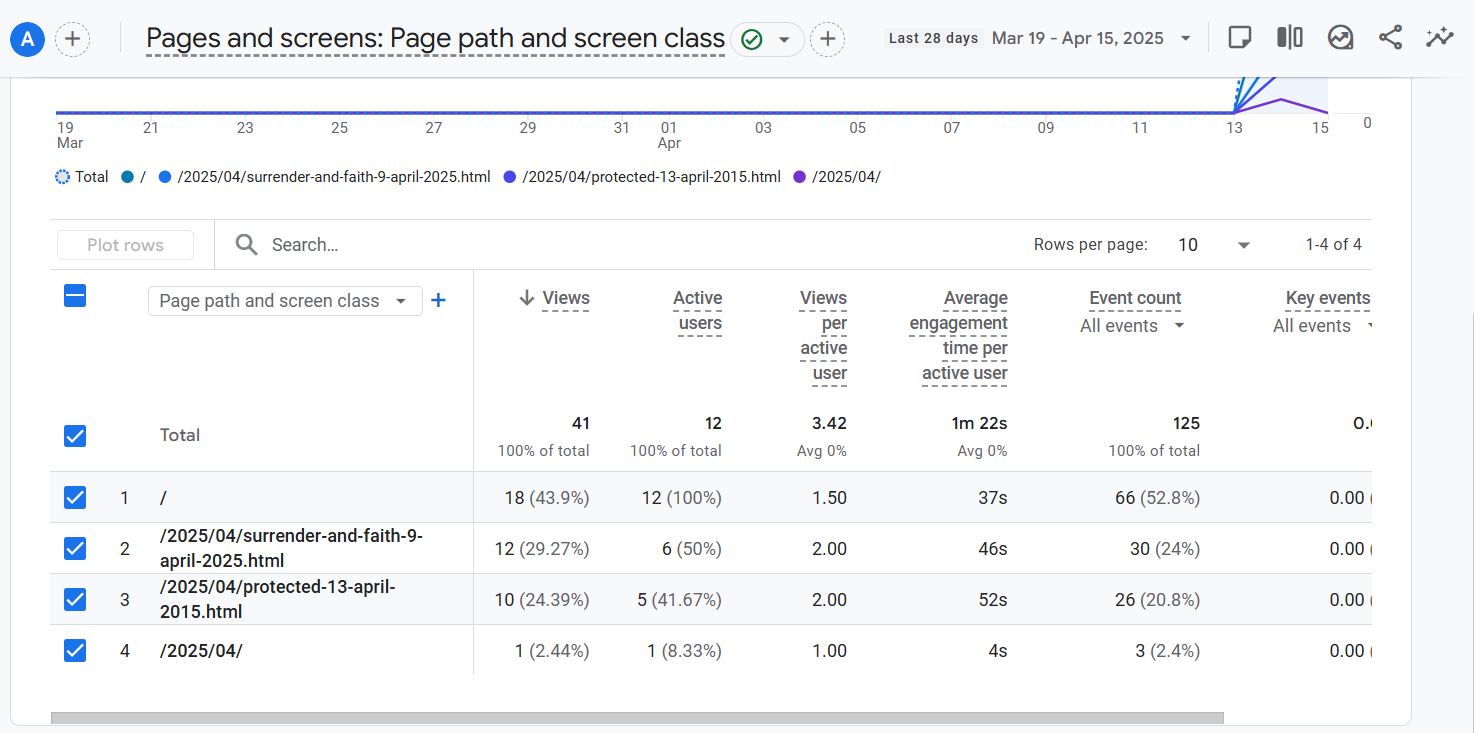 A
Pages and screens: Page path and screen class
Last 28 days Mar 19 - Apr 15, 2025
19 21 23 25 27 29 31 01 03 05 07 09 11 13 15 0
Mar Apr
Total / /2025/04/surrender-and-faith-9-april-2025.html /2025/04/protected-13-april-2015.html /2025/04/
Plot rows Search... Rows per page: 10 1-4 of 4
Page path and screen class
Views
Active
users
Views
per
active
user
Average
engagement
time per
active user
Event count
All events
Key events
All events
Total
41 12 3.42 1m 22s 125
100% of total 100% of total Avg 0% Avg 0% 100% of total
1 / 18 (43.9%) 12 (100%) 1.50 37s 66 (52.8%) 0.00 (
2 /2025/04/surrender-and-faith-9-
april-2025.html 12 (29.27%) 6 (50%) 2.00 46s 30 (24%) 0.00 (
3 /2025/04/protected-13-april-
2015.html 10 (24.39%) 5 (41.67%) 2.00 52s 26 (20.8%) 0.00 (
4 /2025/04/ 1 (2.44%) 1 (8.33%) 1.00 4s 3 (2.4%) 0.00 (